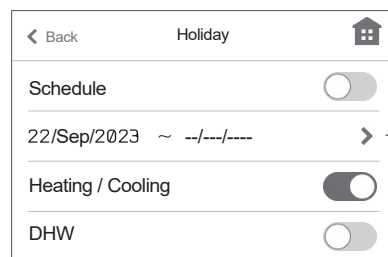 Back Holiday
Schedule
22/Sep/2023 ~ --/---/----
Heating / Cooling
DHW